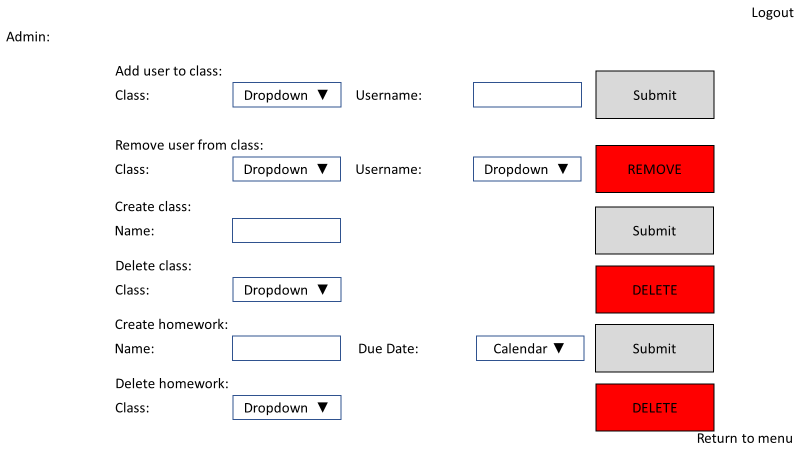 Logout
Admin:
Add user to class:
Class: Dropdown ▼ Username: Submit
Remove user from class:
Class: Dropdown ▼ Username: Dropdown ▼ REMOVE
Create class:
Name: Submit
Delete class:
Class: Dropdown ▼ DELETE
Create homework:
Name: Due Date: Calendar ▼ Submit
Delete homework:
Class: Dropdown ▼ DELETE
Return to menu